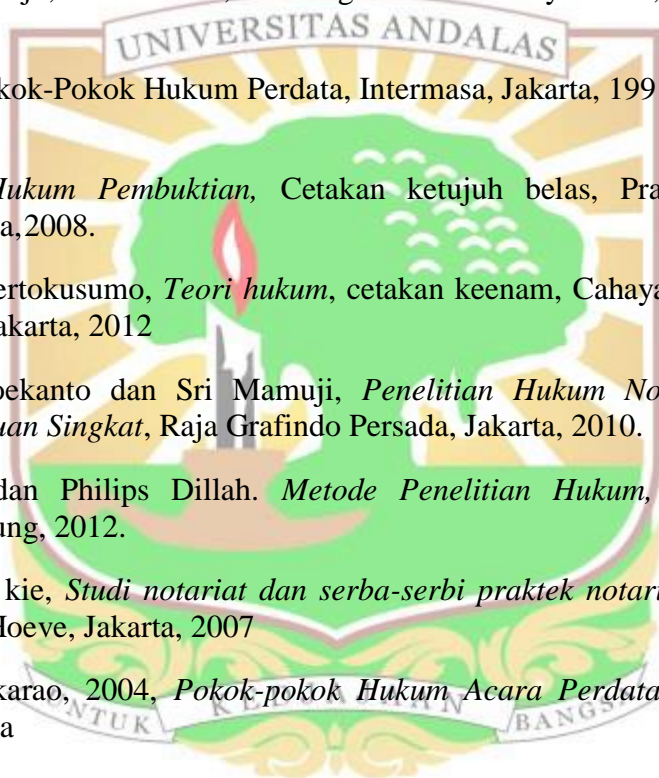 UNIVERSITAS ANDALAS
kok-Pokok Hukum Perdata, Intermasa, Jakarta, 199
Hukum Pembuktian, Cetakan ketujuh belas, Pra
a,2008.
ertokusumo, Teori hukum, cetakan keenam, Cahaya
akarta, 2012
oekanto dan Sri Mamuji, Penelitian Hukum No
uan Singkat, Raja Grafindo Persada, Jakarta, 2010.
dan Philips Dillah. Metode Penelitian Hukum,
ung, 2012.
kie, Studi notariat dan serba-serbi praktek notari
Hoeve, Jakarta, 2007
karao, 2004, Pokok-pokok Hukum Acara Perdata
a
UNTUK KEDJAJAAN BANGSA